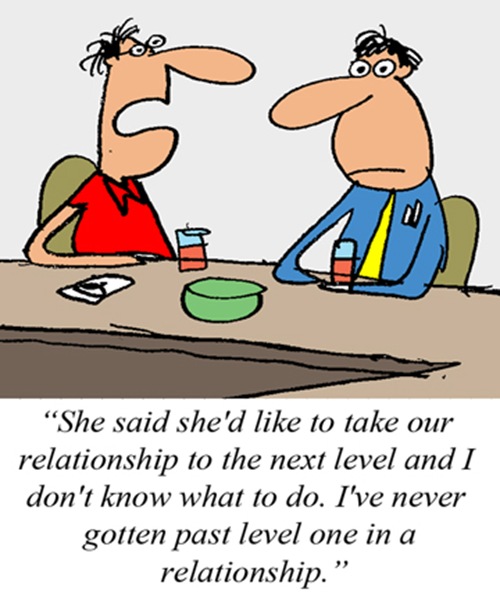 “She said she'd like to take our
relationship to the next level and I
don't know what to do. I've never
gotten past level one in a
relationship.”